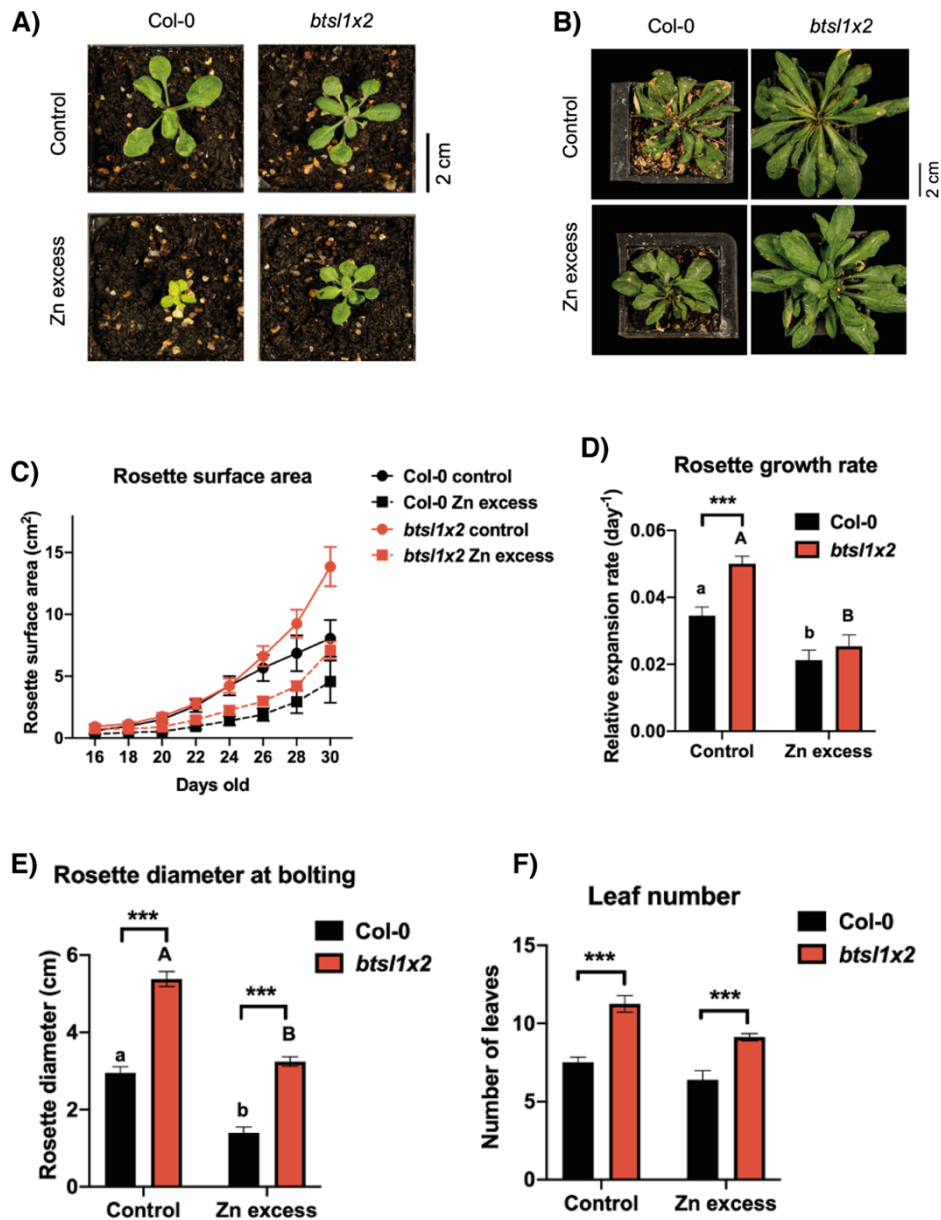 A)
Col-0
btsl1x2
Control
Zn excess
2 cm
B)
Col-0
btsl1x2
Control
Zn excess
2 cm
C)
Rosette surface area
Rosette surface area (cm²)
15
10
5
0
16 18 20 22 24 26 28 30
Days old
Col-0 control
Col-0 Zn excess
btsl1x2 control
btsl1x2 Zn excess
D)
Rosette growth rate
Relative expansion rate (day⁻¹)
0.06
0.04
0.02
0.00
***
a
A
b
B
Control
Zn excess
Col-0
btsl1x2
E)
Rosette diameter at bolting
Rosette diameter (cm)
6
4
2
0
***
a
A
***
b
B
Control
Zn excess
Col-0
btsl1x2
F)
Leaf number
Number of leaves
15
10
5
0
***
***
Control
Zn excess
Col-0
btsl1x2